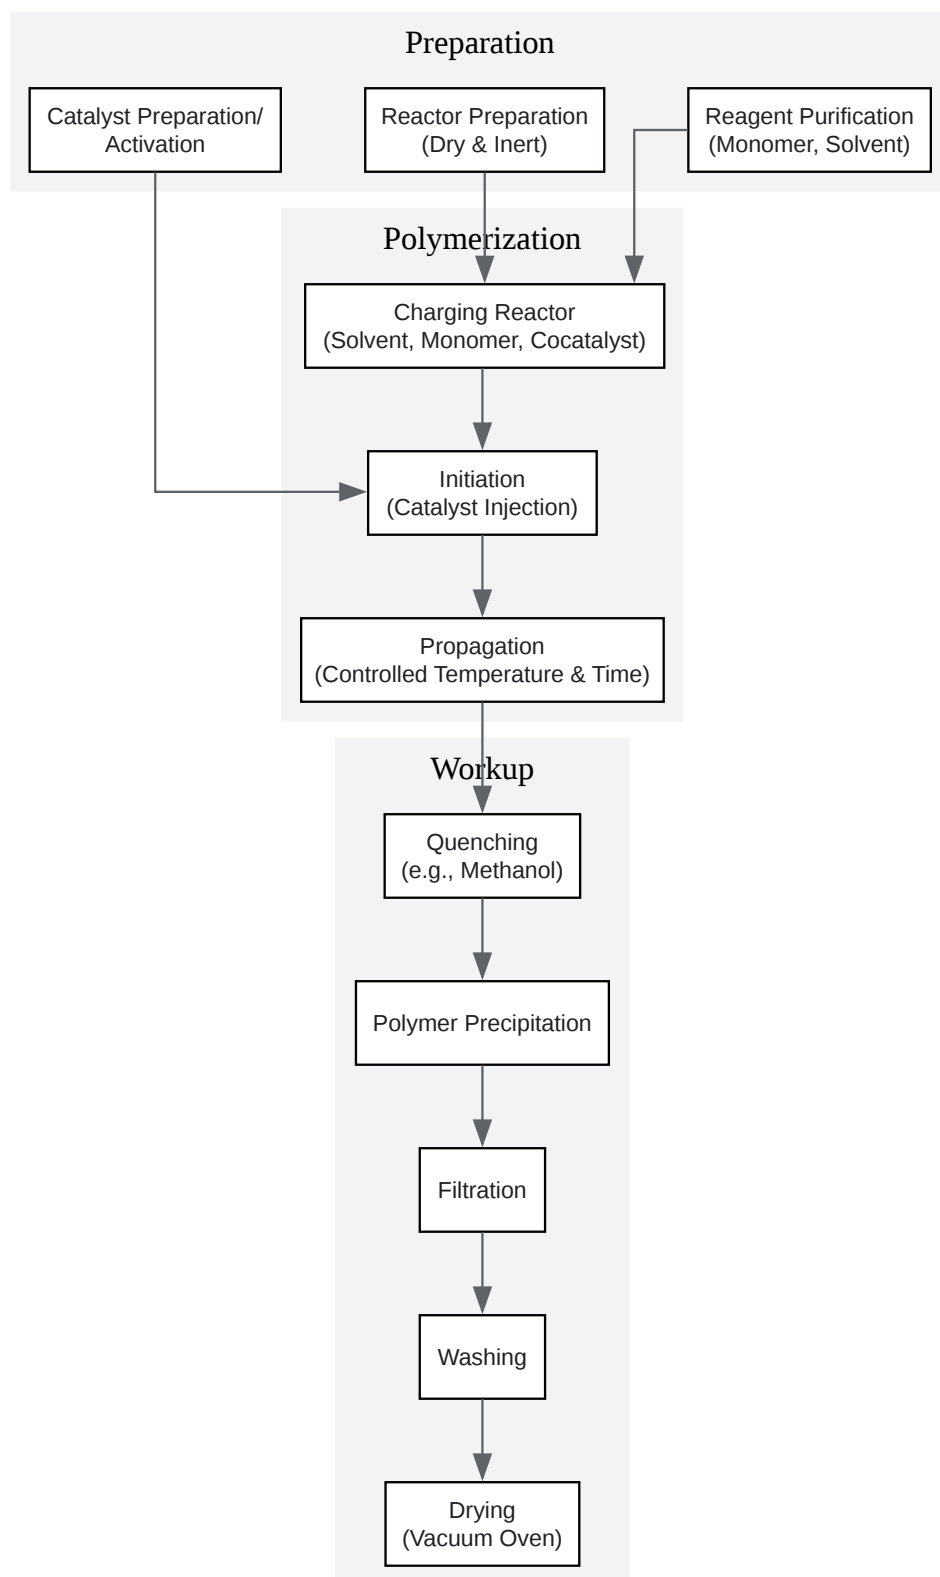 Preparation
Catalyst Preparation/
Activation
Reactor Preparation
(Dry & Inert)
Reagent Purification
(Monomer, Solvent)
Polymerization
Charging Reactor
(Solvent, Monomer, Cocatalyst)
Initiation
(Catalyst Injection)
Propagation
(Controlled Temperature & Time)
Workup
Quenching
(e.g., Methanol)
Polymer Precipitation
Filtration
Washing
Drying
(Vacuum Oven)